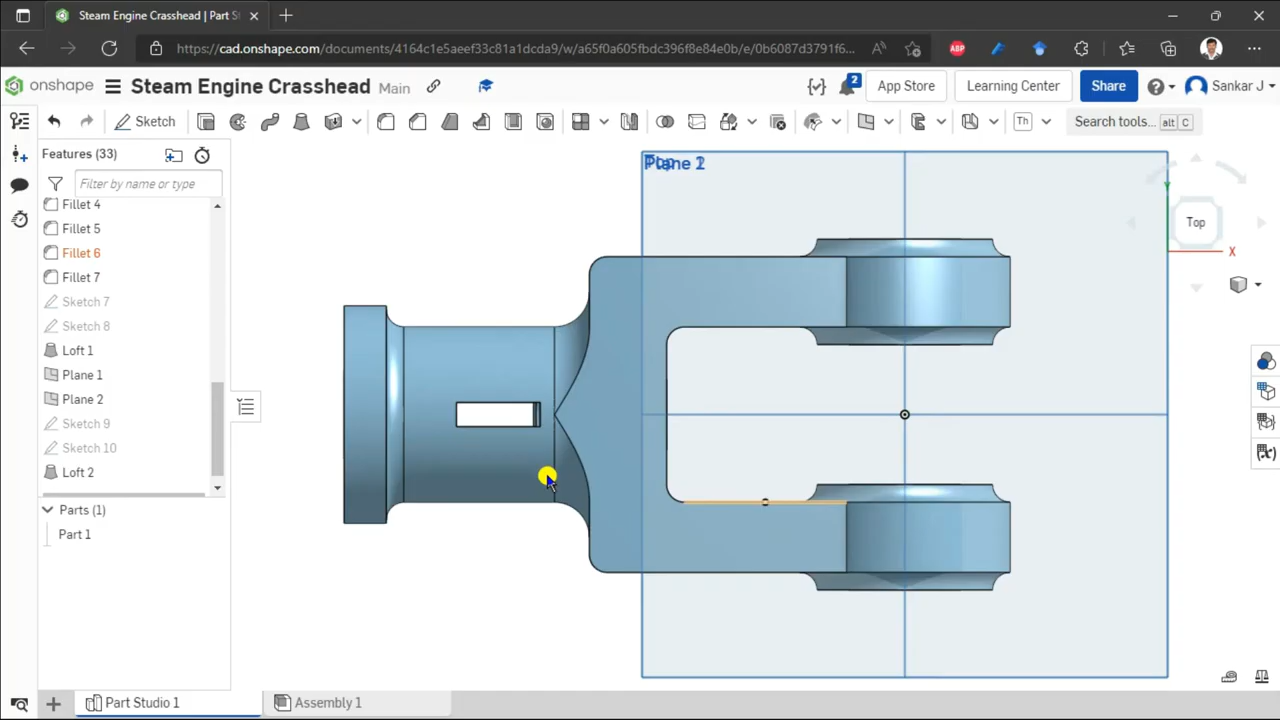 Steam Engine Crasshead | Part St
https://cad.onshape.com/documents/4164c1e5aeef33c81a1dcda9/w/a65f0a605fbdc396f8e84e0b/e/0b6087d3791f6...
ABP
onshape
Steam Engine Crasshead
Main
2
App Store
Learning Center
Share
Sankar J
Sketch
Th
Search tools...
alt
C
Features (33)
Filter by name or type
Fillet 4
Fillet 5
Fillet 6
Fillet 7
Sketch 7
Sketch 8
Loft 1
Plane 1
Plane 2
Sketch 9
Sketch 10
Loft 2
Parts (1)
Part 1
Plane 2
Y
Top
X
Part Studio 1
Assembly 1